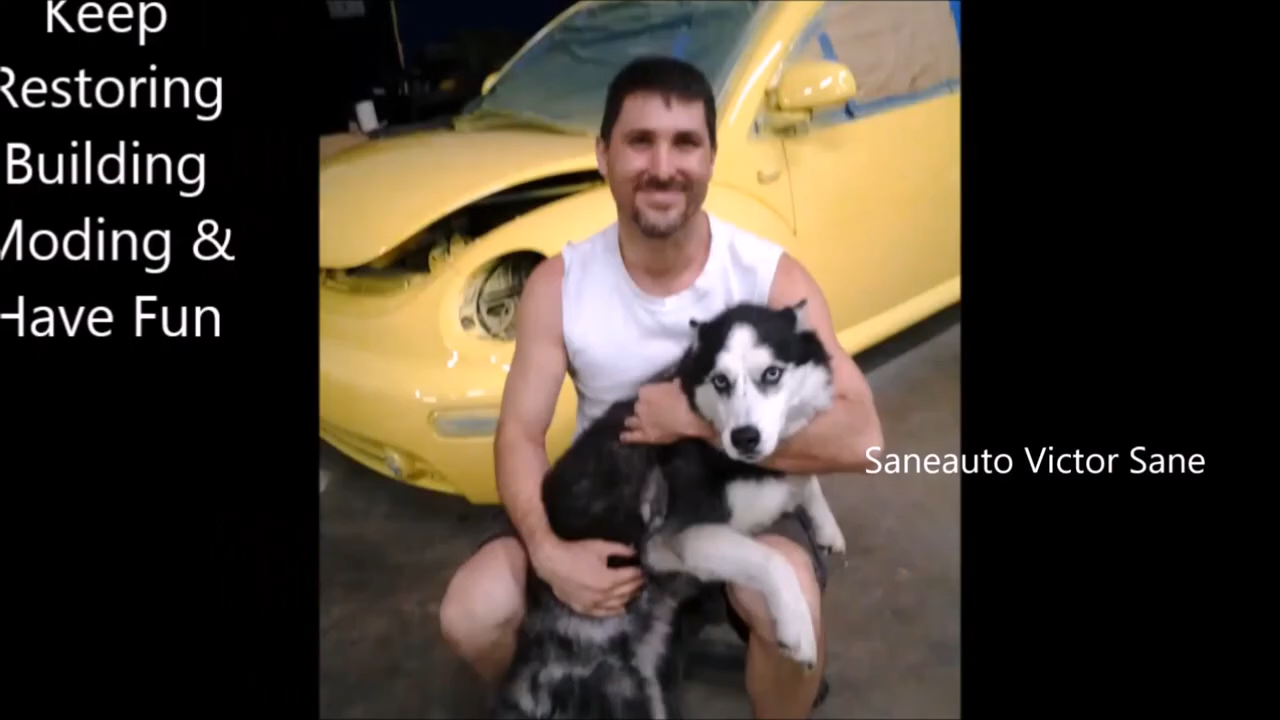 Keep
Restoring
Building
Moding &
Have Fun
Saneauto Victor Sane